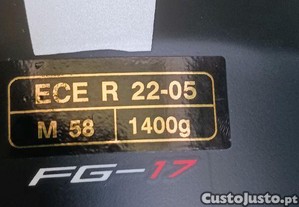 ECE R 22-05
M 58 1400g
FG-17
CustoJusto.pt